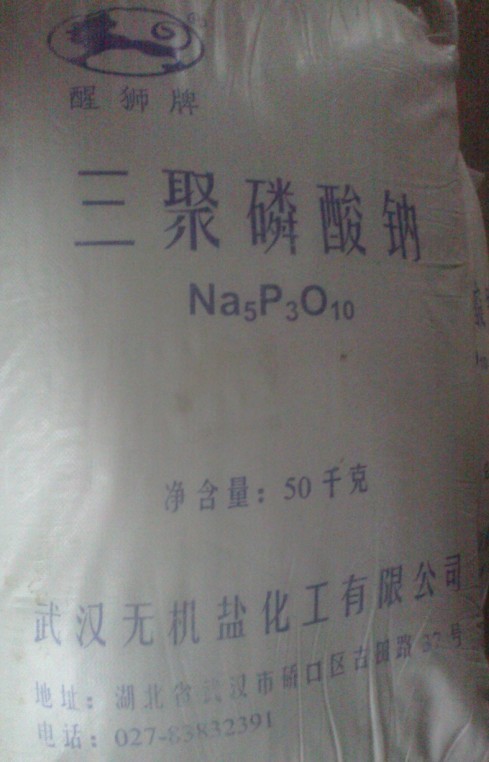 醒狮牌
三聚磷酸钠
Na₅P₃O₁₀
净含量：50千克
武汉无机盐化工有限公司
地址：湖北省武汉市硚口区古田路37号
电话：027-83832391